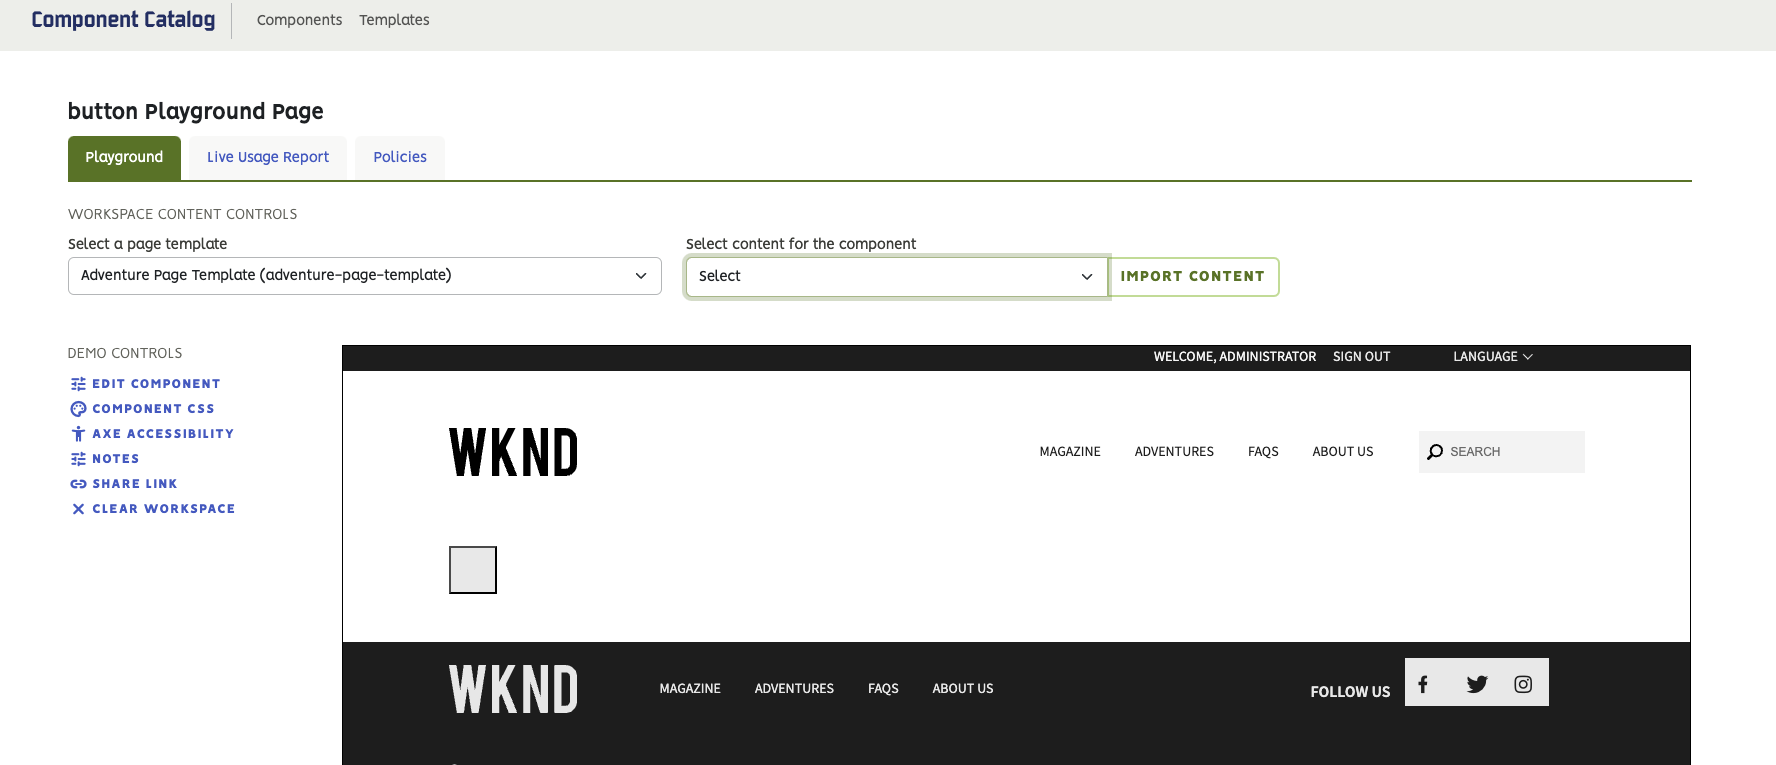 Component Catalog
Components Templates
button Playground Page
Playground Live Usage Report Policies
WORKSPACE CONTENT CONTROLS
Select a page template
Adventure Page Template (adventure-page-template)
Select content for the component
Select
IMPORT CONTENT
DEMO CONTROLS
EDIT COMPONENT
COMPONENT CSS
AXE ACCESSIBILITY
NOTES
SHARE LINK
CLEAR WORKSPACE
WELCOME, ADMINISTRATOR SIGN OUT LANGUAGE
WKND MAGAZINE ADVENTURES FAQS ABOUT US SEARCH
WKND MAGAZINE ADVENTURES FAQS ABOUT US FOLLOW US